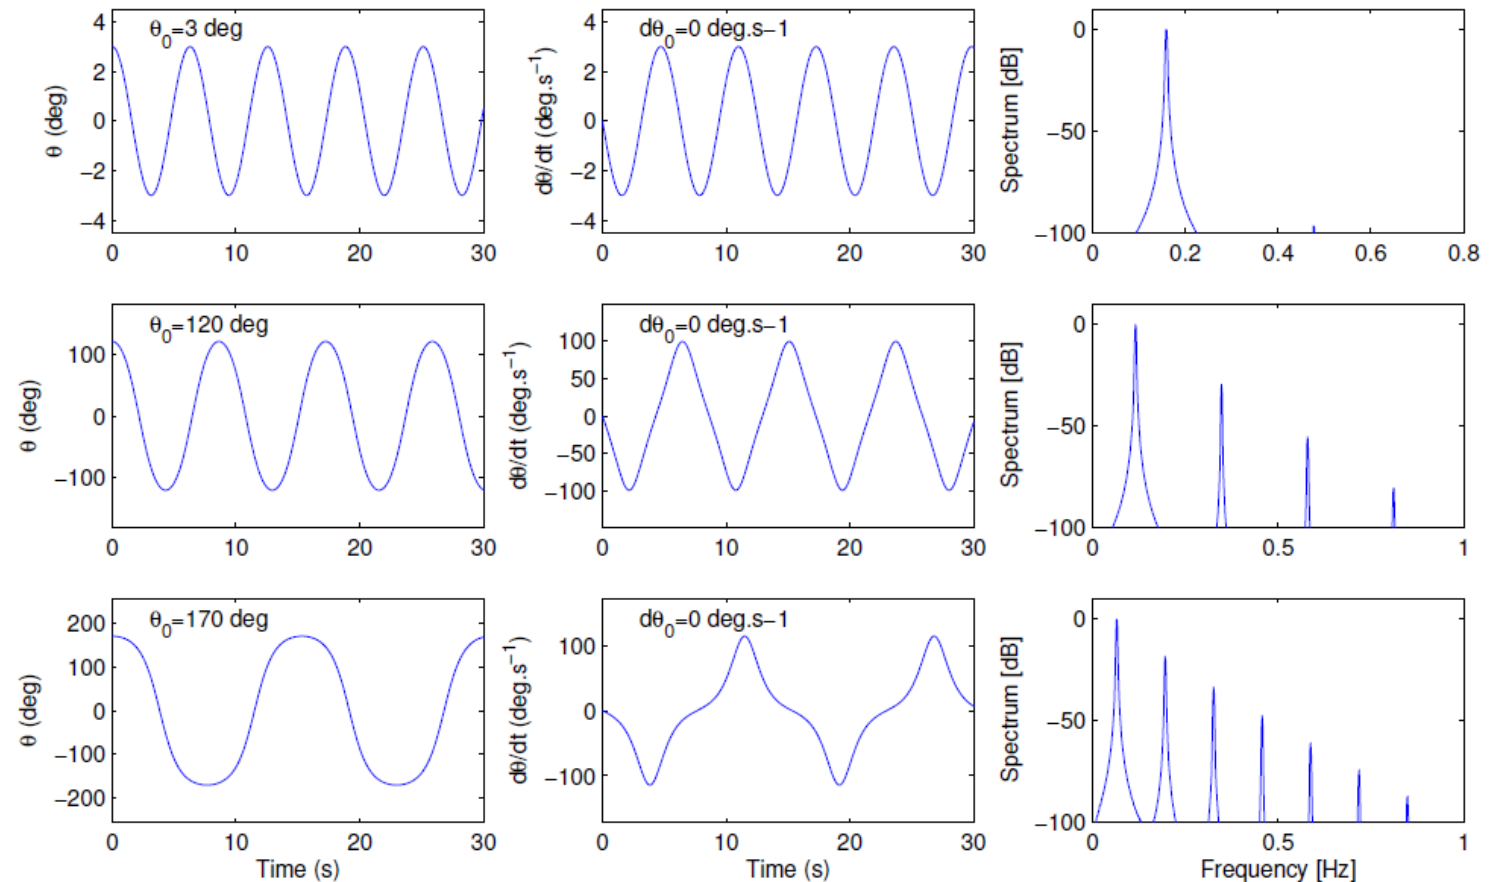 θ₀=3 deg
θ (deg)
4
2
0
−2
−4
0 10 20 30
dθ₀=0 deg.s−1
dθ/dt (deg.s⁻¹)
4
2
0
−2
−4
0 10 20 30
Spectrum [dB]
0
−50
−100
0 0.2 0.4 0.6 0.8
θ₀=120 deg
θ (deg)
100
0
−100
0 10 20 30
dθ₀=0 deg.s−1
dθ/dt (deg.s⁻¹)
100
50
0
−50
−100
0 10 20 30
Spectrum [dB]
0
−50
−100
0 0.5 1
θ₀=170 deg
θ (deg)
200
100
0
−100
−200
0 10 20 30
Time (s)
dθ₀=0 deg.s−1
dθ/dt (deg.s⁻¹)
100
0
−100
0 10 20 30
Time (s)
Spectrum [dB]
0
−50
−100
0 0.5 1
Frequency [Hz]